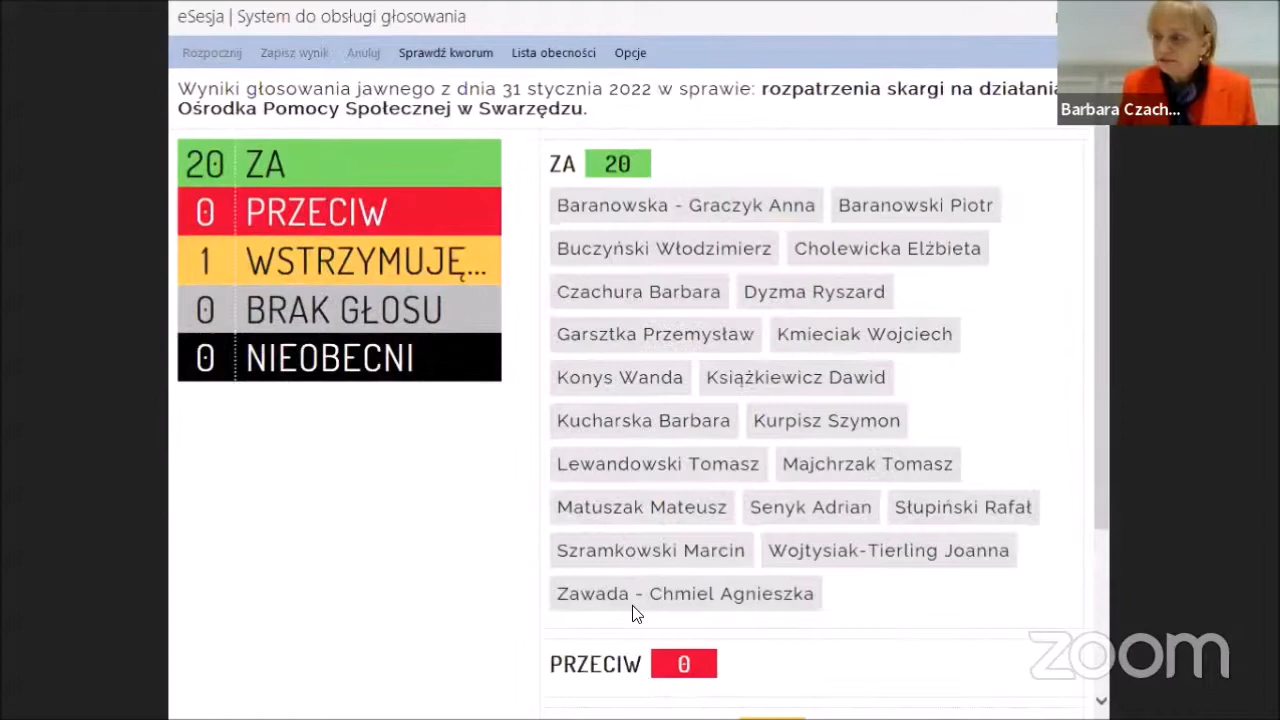 eSesja | System do obsługi głosowania
Rozpocznij Zapisz wynik Anuluj Sprawdź kworum Lista obecności Opcje
Wyniki głosowania jawnego z dnia 31 stycznia 2022 w sprawie: rozpatrzenia skargi na działania
Ośrodka Pomocy Społecznej w Swarzędzu.
Barbara Czach...
20 ZA
0 PRZECIW
1 WSTRZYMUJĘ...
0 BRAK GŁOSU
0 NIEOBECNI
ZA 20
Baranowska - Graczyk Anna Baranowski Piotr
Buczyński Włodzimierz Cholewicka Elżbieta
Czachura Barbara Dyzma Ryszard
Garsztka Przemysław Kmieciak Wojciech
Konys Wanda Książkiewicz Dawid
Kucharska Barbara Kurpisz Szymon
Lewandowski Tomasz Majchrzak Tomasz
Matuszak Mateusz Senyk Adrian Słupiński Rafał
Szramkowski Marcin Wojtysiak-Tierling Joanna
Zawada - Chmiel Agnieszka
PRZECIW 0
zoom